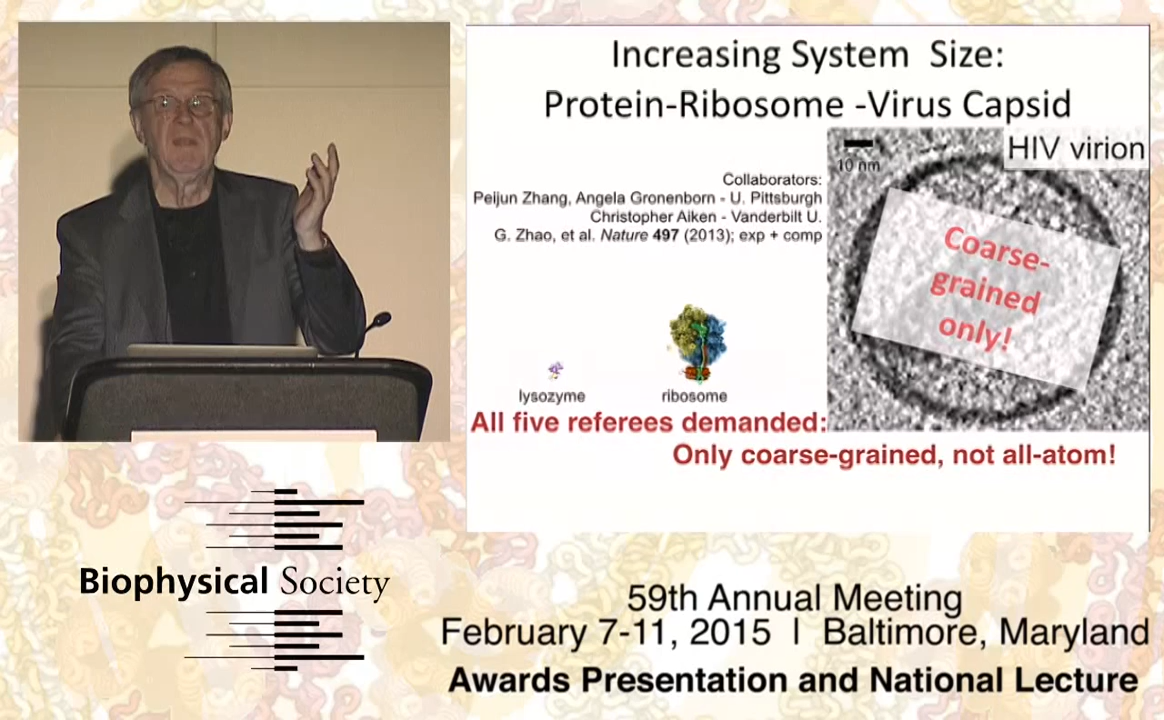 Increasing System Size:
Protein-Ribosome -Virus Capsid
HIV virion
10 nm
Collaborators:
Peijun Zhang, Angela Gronenborn - U. Pittsburgh
Christopher Aiken - Vanderbilt U.
G. Zhao, et al. Nature 497 (2013); exp + comp
Coarse-
grained
only!
lysozyme
ribosome
All five referees demanded:
Only coarse-grained, not all-atom!
Biophysical Society
59th Annual Meeting
February 7-11, 2015 | Baltimore, Maryland
Awards Presentation and National Lecture